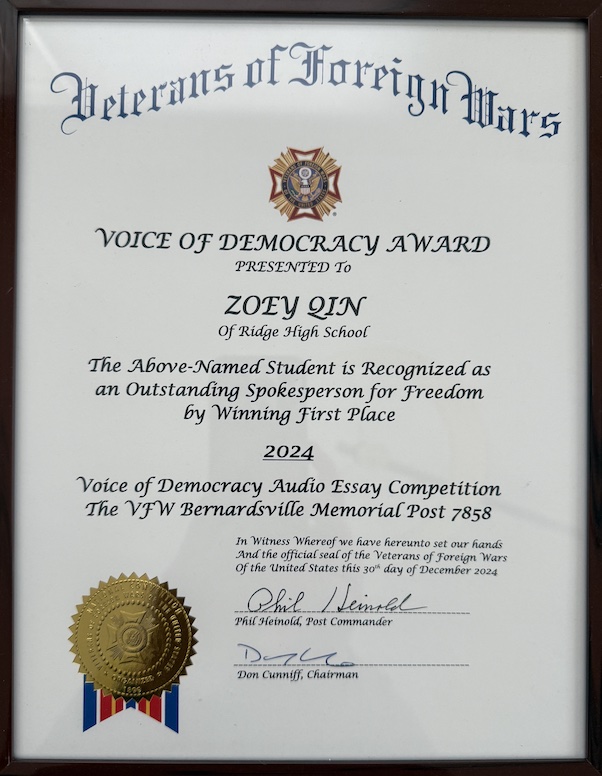 Veterans of Foreign Wars
VOICE OF DEMOCRACY AWARD
PRESENTED To
ZOEY QIN
Of Ridge High School
The Above-Named Student is Recognized as
an Outstanding Spokesperson for Freedom
by Winning First Place
2024
Voice of Democracy Audio Essay Competition
The VFW Bernardsville Memorial Post 7858
In Witness Whereof we have hereunto set our hands
And the official seal of the Veterans of Foreign Wars
Of the United States this 30th day of December 2024
Phil Heinold
Phil Heinold, Post Commander
Don Cunniff, Chairman
1899